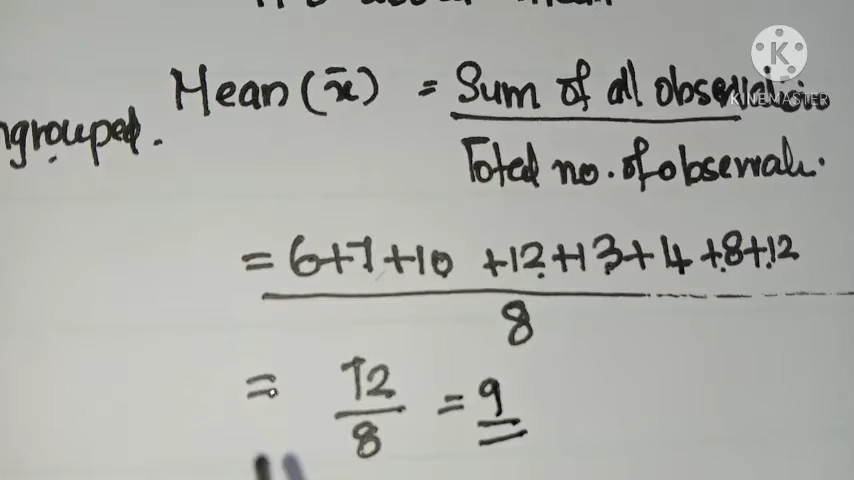 Mean (x̄) = Sum of all observation
ngrouped.
Total no. of observati.
= 6+7+10 +12+13+4+8+12
8
= 72
8
= 9
K
KINEMASTER